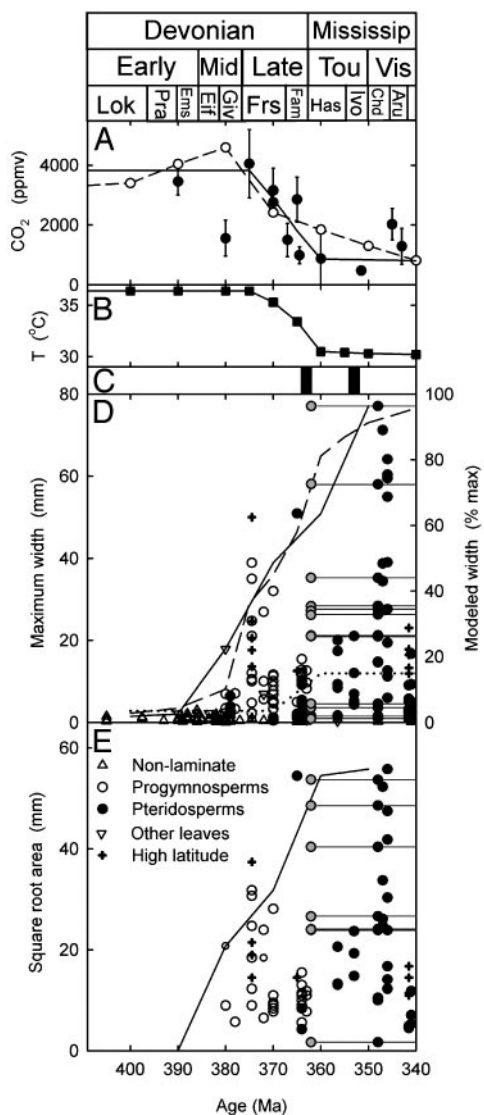 Devonian Mississip
Early Mid Late Tou Vis
Lok Pra Ems Eif Giv Frs Fam Has Ivo Chd Aru
A
CO2 (ppmv)
4000
2000
0
B
T (°C)
35
30
C
D
Maximum width (mm)
80
60
40
20
0
Modeled width (% max)
100
80
60
40
20
0
E
Square root area (mm)
60
40
20
0
Non-laminate
Progymnosperms
Pteridosperms
Other leaves
High latitude
400 390 380 370 360 350 340
Age (Ma)